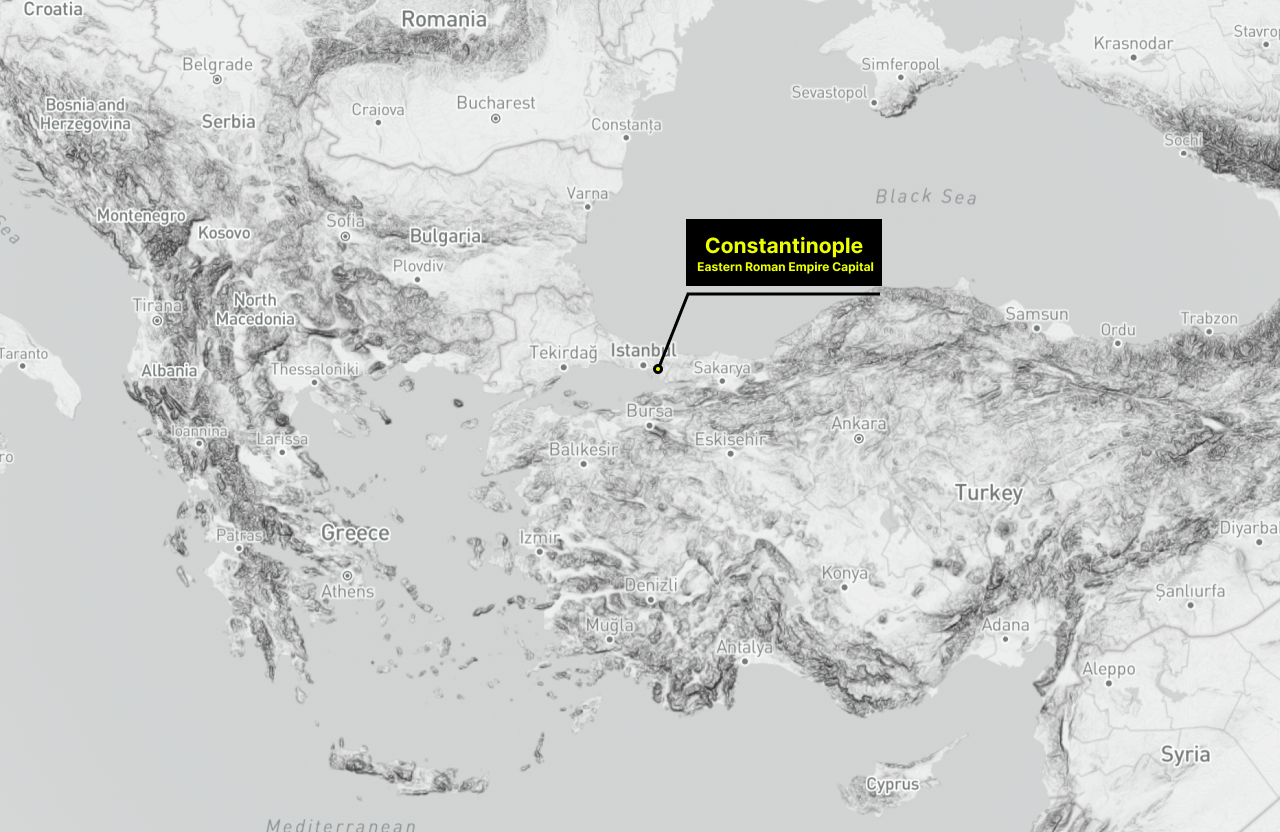 Croatia
Romania
Krasnodar
Belgrade
Simferopol
Sevastopol
Bosnia and
Herzegovina
Serbia
Craiova
Bucharest
Constanța
Sochi
Varna
Black Sea
Montenegro
Kosovo
Sofia
Bulgaria
Plovdiv
Constantinople
Eastern Roman Empire Capital
Tirana
North
Macedonia
Samsun
Ordu
Trabzon
Taranto
Albania
Thessaloniki
Tekirdağ
Istanbul
Sakarya
Bursa
Ankara
Ioannina
Larissa
Balıkesir
Eskişehir
Turkey
Patras
Greece
Izmir
Athens
Denizli
Konya
Şanlıurfa
Muğla
Antalya
Adana
Aleppo
Syria
Cyprus
Mediterranean